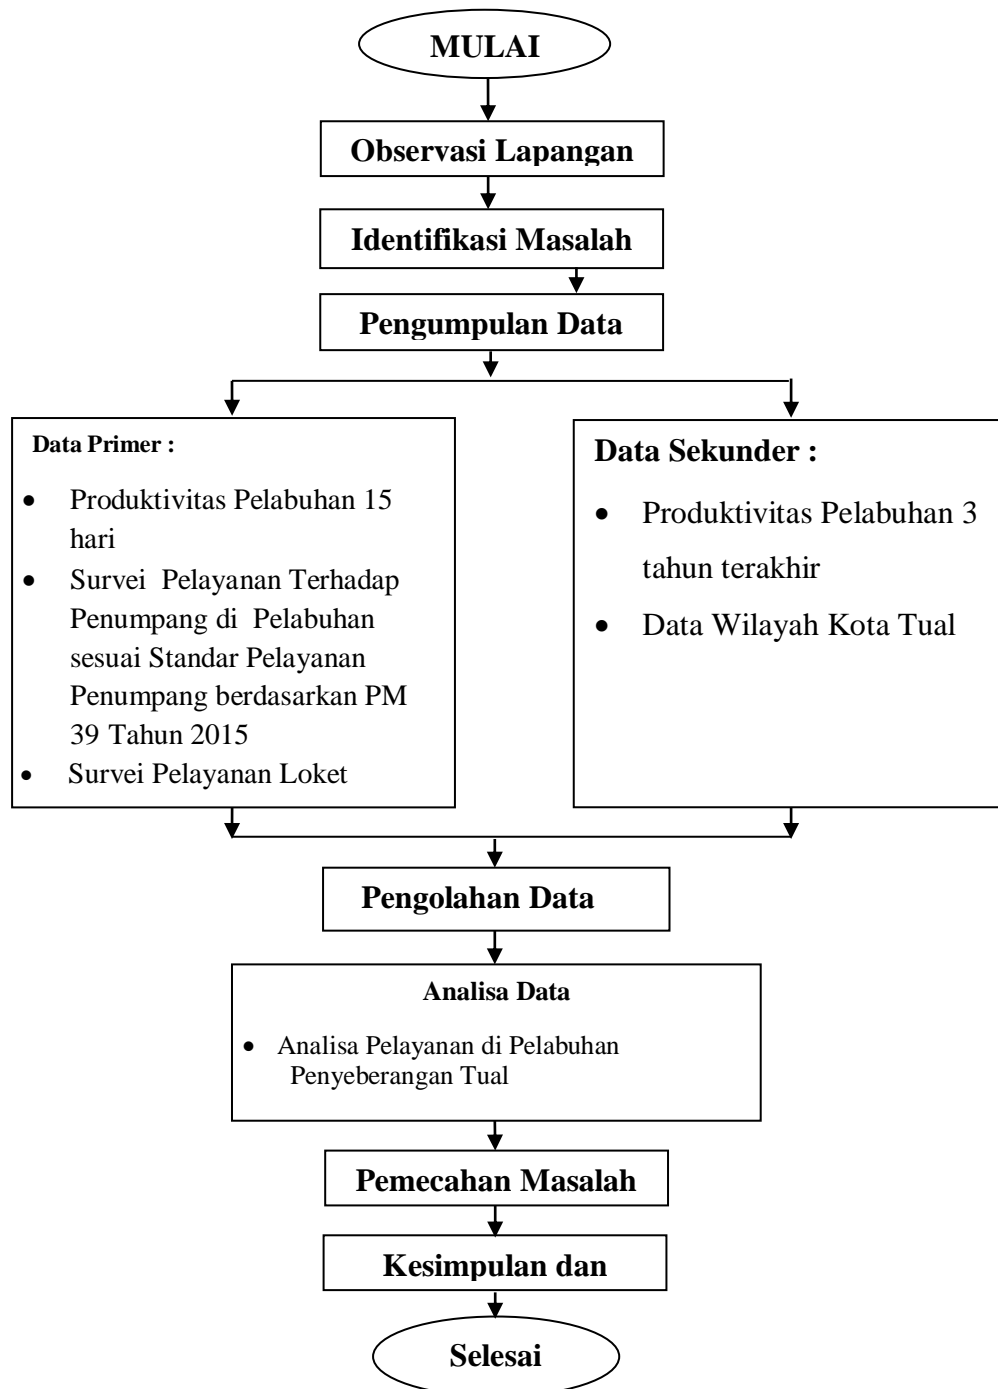 MULAI
Observasi Lapangan
Identifikasi Masalah
Pengumpulan Data
Data Primer :
• Produktivitas Pelabuhan 15
hari
• Survei Pelayanan Terhadap
Penumpang di Pelabuhan
sesuai Standar Pelayanan
Penumpang berdasarkan PM
39 Tahun 2015
• Survei Pelayanan Loket
Data Sekunder :
• Produktivitas Pelabuhan 3
tahun terakhir
• Data Wilayah Kota Tual
Pengolahan Data
Analisa Data
• Analisa Pelayanan di Pelabuhan
Penyeberangan Tual
Pemecahan Masalah
Kesimpulan dan
Selesai